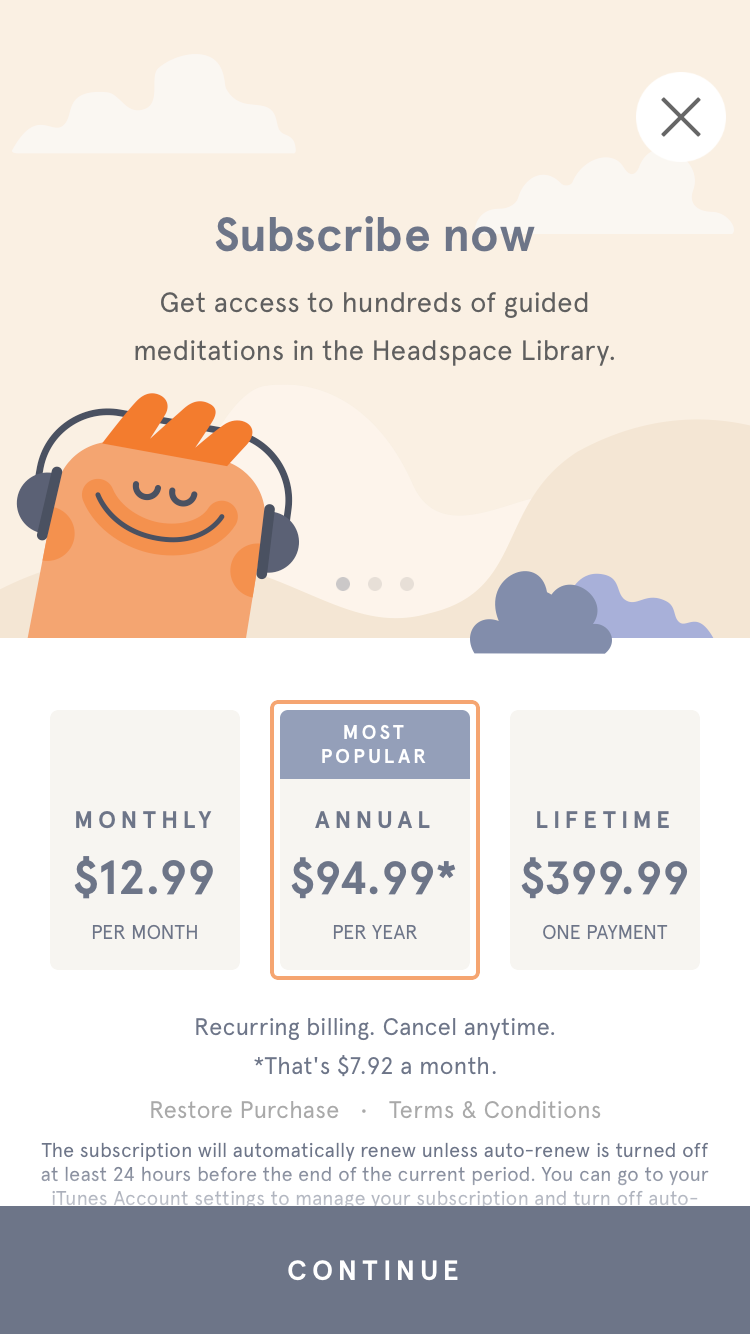 Subscribe now
Get access to hundreds of guided
meditations in the Headspace Library.
MOST
POPULAR
MONTHLY
$12.99
PER MONTH
ANNUAL
$94.99*
PER YEAR
LIFETIME
$399.99
ONE PAYMENT
Recurring billing. Cancel anytime.
*That's $7.92 a month.
Restore Purchase · Terms & Conditions
The subscription will automatically renew unless auto-renew is turned off
at least 24 hours before the end of the current period. You can go to your
iTunes Account settings to manage your subscription and turn off auto-
CONTINUE